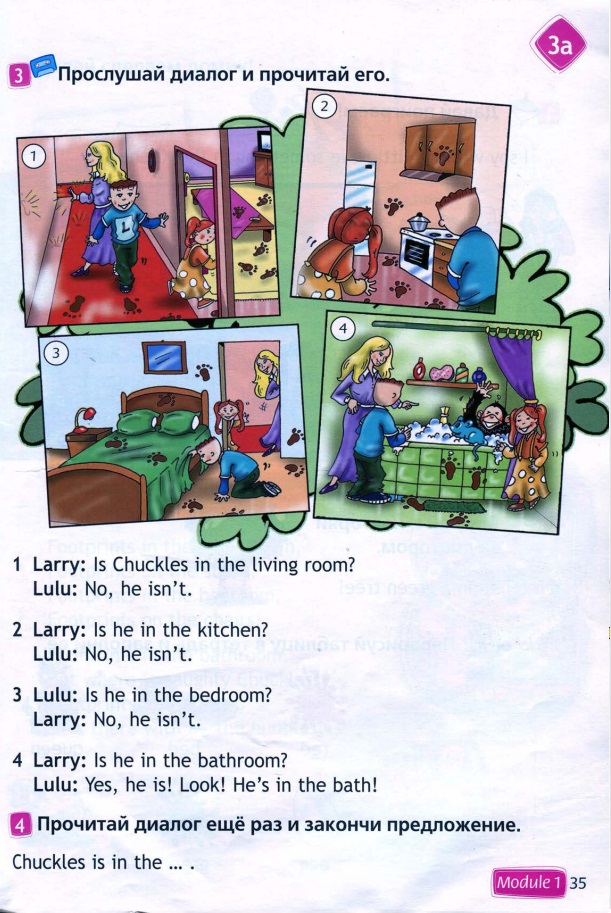 3a
3 Прослушай диалог и прочитай его.
1
2
3
4
L
1 Larry: Is Chuckles in the living room?
Lulu: No, he isn't.
2 Larry: Is he in the kitchen?
Lulu: No, he isn't.
3 Lulu: Is he in the bedroom?
Larry: No, he isn't.
4 Larry: Is he in the bathroom?
Lulu: Yes, he is! Look! He's in the bath!
4 Прочитай диалог ещё раз и закончи предложение.
Chuckles is in the ... .
Module 1 35